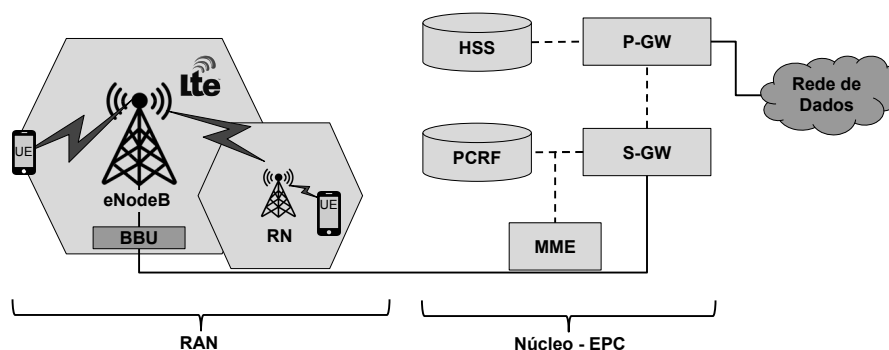 HSS
P-GW
Rede de
Dados
Lte
UE
eNodeB
BBU
RN
UE
PCRF
S-GW
MME
RAN
Núcleo - EPC